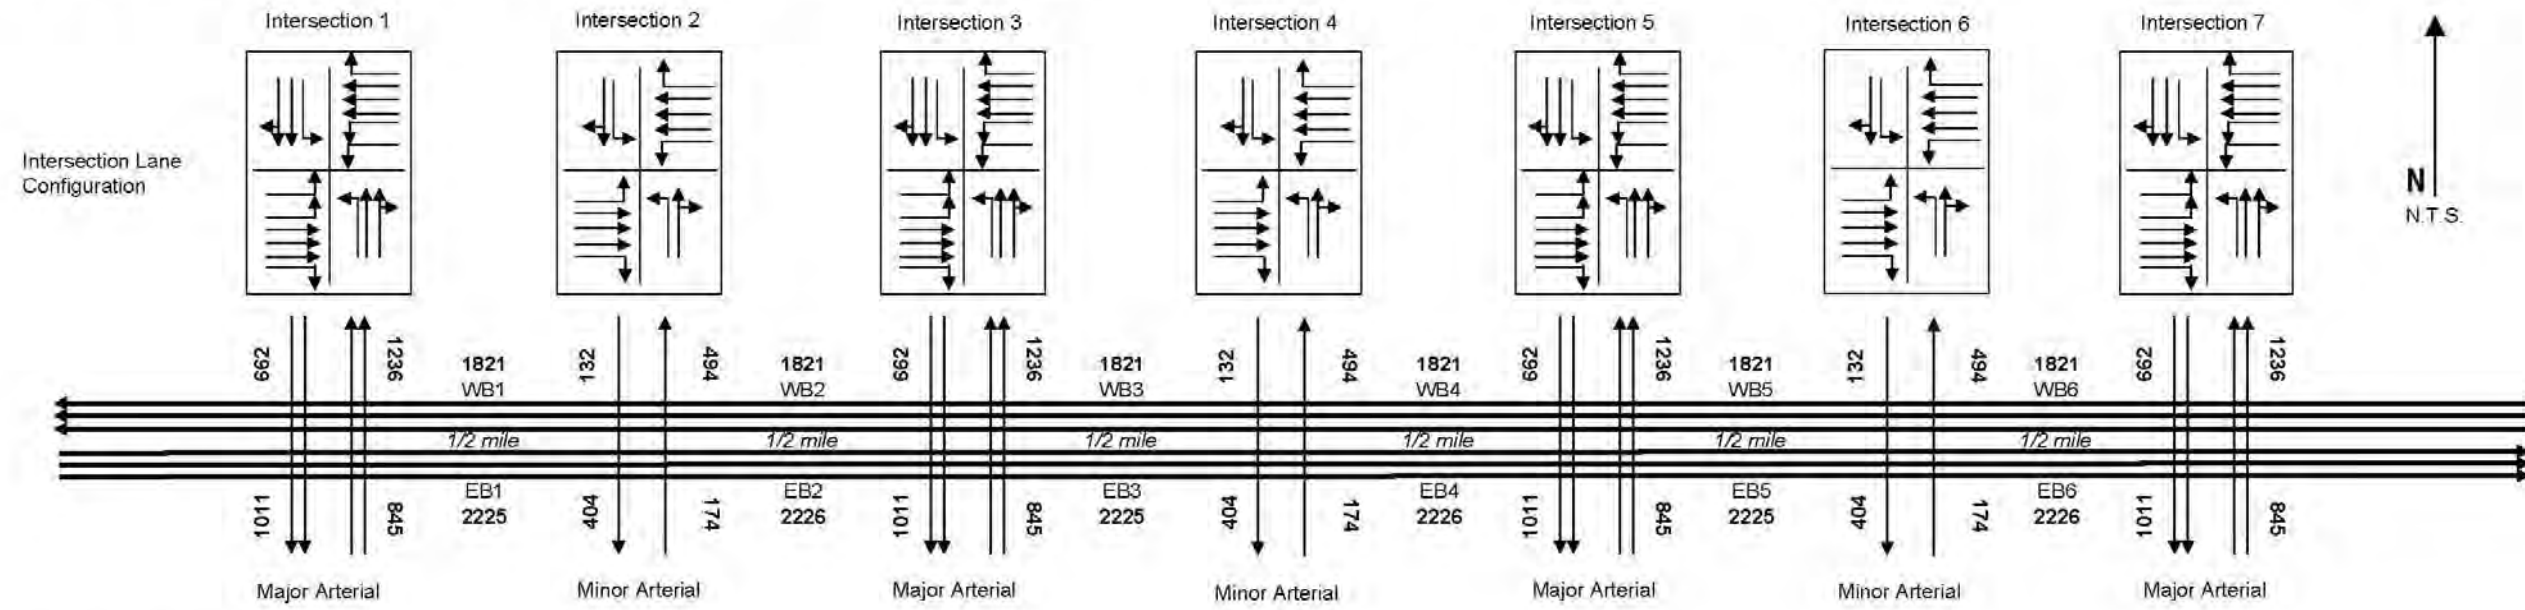 Intersection 1
Intersection 2
Intersection 3
Intersection 4
Intersection 5
Intersection 6
Intersection 7
Intersection Lane
Configuration
N
N.T.S.
1236
1821
WB1
132
494
1821
WB2
1236
1821
WB3
132
494
1821
WB4
1236
1821
WB5
132
494
1821
WB6
1236
1/2 mile
1/2 mile
1/2 mile
1/2 mile
1/2 mile
1/2 mile
1011
845
EB1
2225
404
174
EB2
2226
1011
845
EB3
2225
404
174
EB4
2226
1011
845
EB5
2225
404
174
EB6
2226
1011
845
Major Arterial
Minor Arterial
Major Arterial
Minor Arterial
Major Arterial
Minor Arterial
Major Arterial